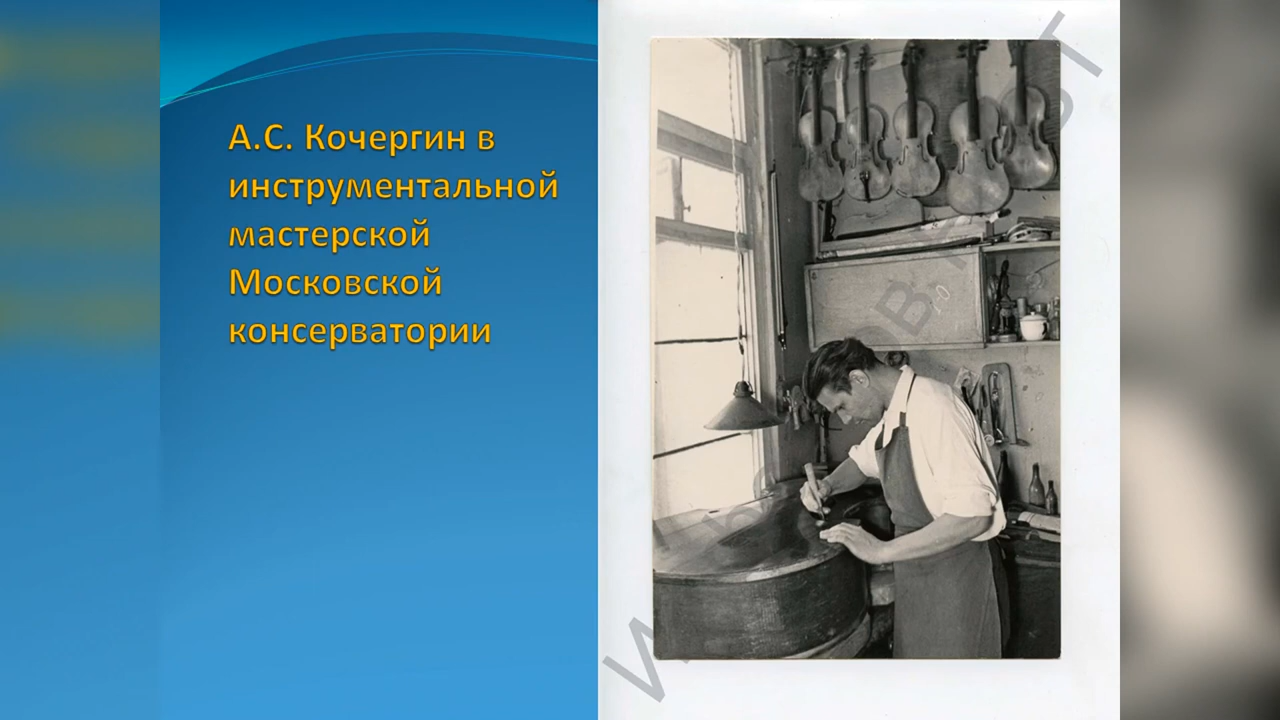 А.С. Кочергин в
инструментальной
мастерской
Московской
консерватории